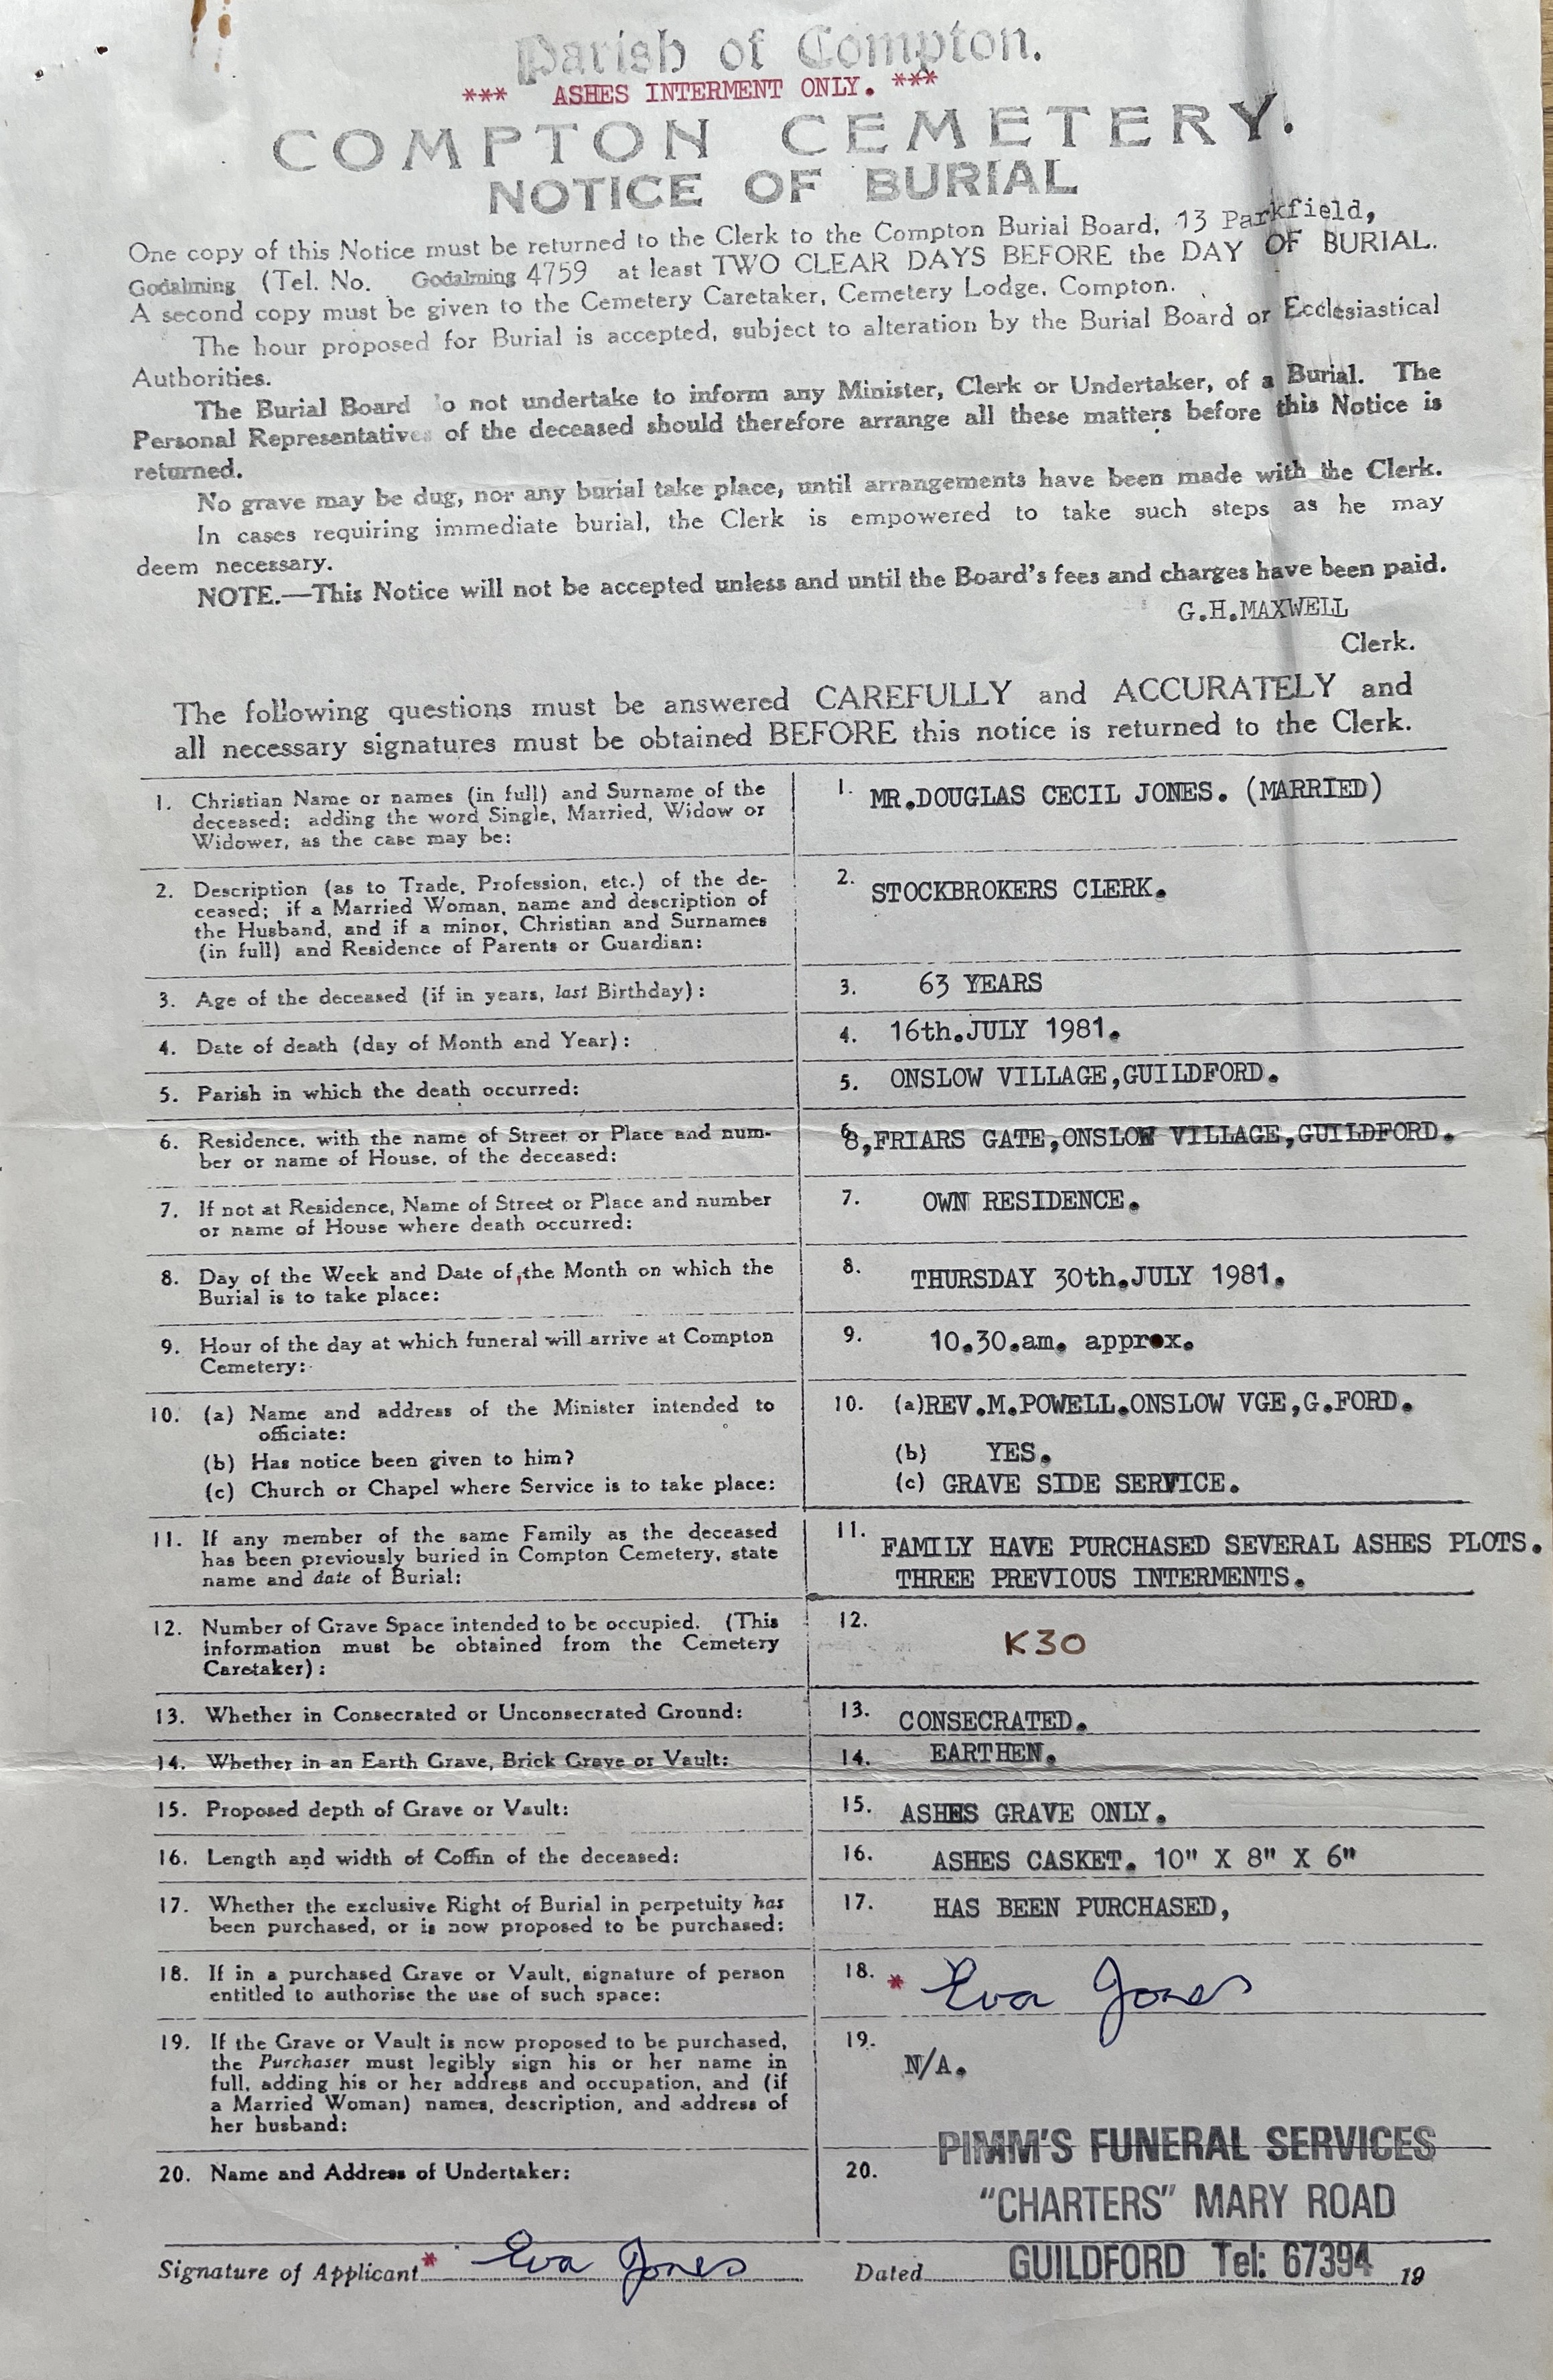 Parish of Compton.
*** ASHES INTERMENT ONLY. ***
COMPTON CEMETERY.
NOTICE OF BURIAL
One copy of this Notice must be returned to the Clerk to the Compton Burial Board, 13 Parkfield,
Godalming (Tel. No. Godalming 4759 at least TWO CLEAR DAYS BEFORE the DAY OF BURIAL.
A second copy must be given to the Cemetery Caretaker, Cemetery Lodge, Compton.
The hour proposed for Burial is accepted, subject to alteration by the Burial Board or Ecclesiastical
Authorities.
The Burial Board do not undertake to inform any Minister, Clerk or Undertaker, of a Burial. The
Personal Representatives of the deceased should therefore arrange all these matters before this Notice is
returned.
No grave may be dug, nor any burial take place, until arrangements have been made with the Clerk.
In cases requiring immediate burial, the Clerk is empowered to take such steps as he may
deem necessary.
NOTE.—This Notice will not be accepted unless and until the Board's fees and charges have been paid.
G.H.MAXWELL
Clerk.
The following questions must be answered CAREFULLY and ACCURATELY and
all necessary signatures must be obtained BEFORE this notice is returned to the Clerk.
1. Christian Name or names (in full) and Surname of the
deceased; adding the word Single, Married, Widow or
Widower, as the case may be:
1. MR.DOUGLAS CECIL JONES. (MARRIED)
2. Description (as to Trade, Profession, etc.) of the de-
ceased; if a Married Woman, name and description of
the Husband, and if a minor, Christian and Surnames
(in full) and Residence of Parents or Guardian:
2. STOCKBROKERS CLERK.
3. Age of the deceased (if in years, last Birthday):
3. 63 YEARS
4. Date of death (day of Month and Year):
4. 16th.JULY 1981.
5. Parish in which the death occurred:
5. ONSLOW VILLAGE,GUILDFORD.
6. Residence, with the name of Street or Place and num-
ber or name of House, of the deceased:
6. 8,FRIARS GATE,ONSLOW VILLAGE,GUILDFORD.
7. If not at Residence, Name of Street or Place and number
or name of House where death occurred:
7. OWN RESIDENCE.
8. Day of the Week and Date of the Month on which the
Burial is to take place:
8. THURSDAY 30th.JULY 1981.
9. Hour of the day at which funeral will arrive at Compton
Cemetery:
9. 10.30.am. approx.
10. (a) Name and address of the Minister intended to
officiate:
(b) Has notice been given to him?
(c) Church or Chapel where Service is to take place:
10. (a)REV.M.POWELL.ONSLOW VGE,G.FORD.
(b) YES.
(c) GRAVE SIDE SERVICE.
11. If any member of the same Family as the deceased
has been previously buried in Compton Cemetery, state
name and date of Burial:
11. FAMILY HAVE PURCHASED SEVERAL ASHES PLOTS.
THREE PREVIOUS INTERMENTS.
12. Number of Grave Space intended to be occupied. (This
information must be obtained from the Cemetery
Caretaker):
12. K30
13. Whether in Consecrated or Unconsecrated Ground:
13. CONSECRATED.
14. Whether in an Earth Grave, Brick Grave or Vault:
14. EARTHEN.
15. Proposed depth of Grave or Vault:
15. ASHES GRAVE ONLY.
16. Length and width of Coffin of the deceased:
16. ASHES CASKET. 10" X 8" X 6"
17. Whether the exclusive Right of Burial in perpetuity has
been purchased, or is now proposed to be purchased:
17. HAS BEEN PURCHASED,
18. If in a purchased Grave or Vault, signature of person
entitled to authorise the use of such space:
18. * Eva Jones
19. If the Grave or Vault is now proposed to be purchased,
the Purchaser must legibly sign his or her name in
full, adding his or her address and occupation, and (if
a Married Woman) names, description, and address of
her husband:
19. N/A.
20. Name and Address of Undertaker:
20. PIMM'S FUNERAL SERVICES
"CHARTERS" MARY ROAD
GUILDFORD Tel: 67394
Signature of Applicant * Eva Jones
Dated 19